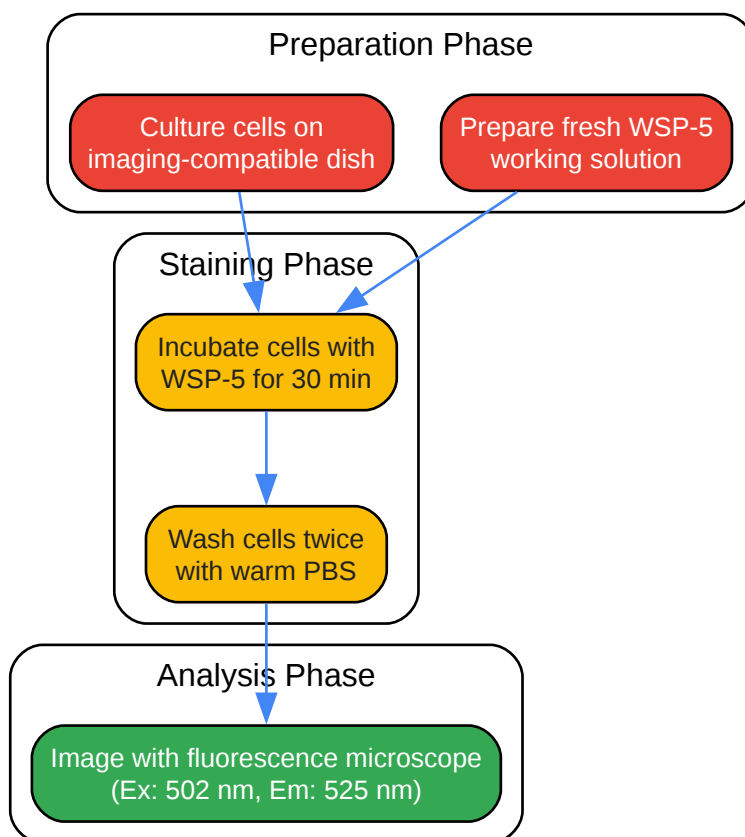 Preparation Phase
Culture cells on
imaging-compatible dish
Prepare fresh WSP-5
working solution
Staining Phase
Incubate cells with
WSP-5 for 30 min
Wash cells twice
with warm PBS
Analysis Phase
Image with fluorescence microscope
(Ex: 502 nm, Em: 525 nm)